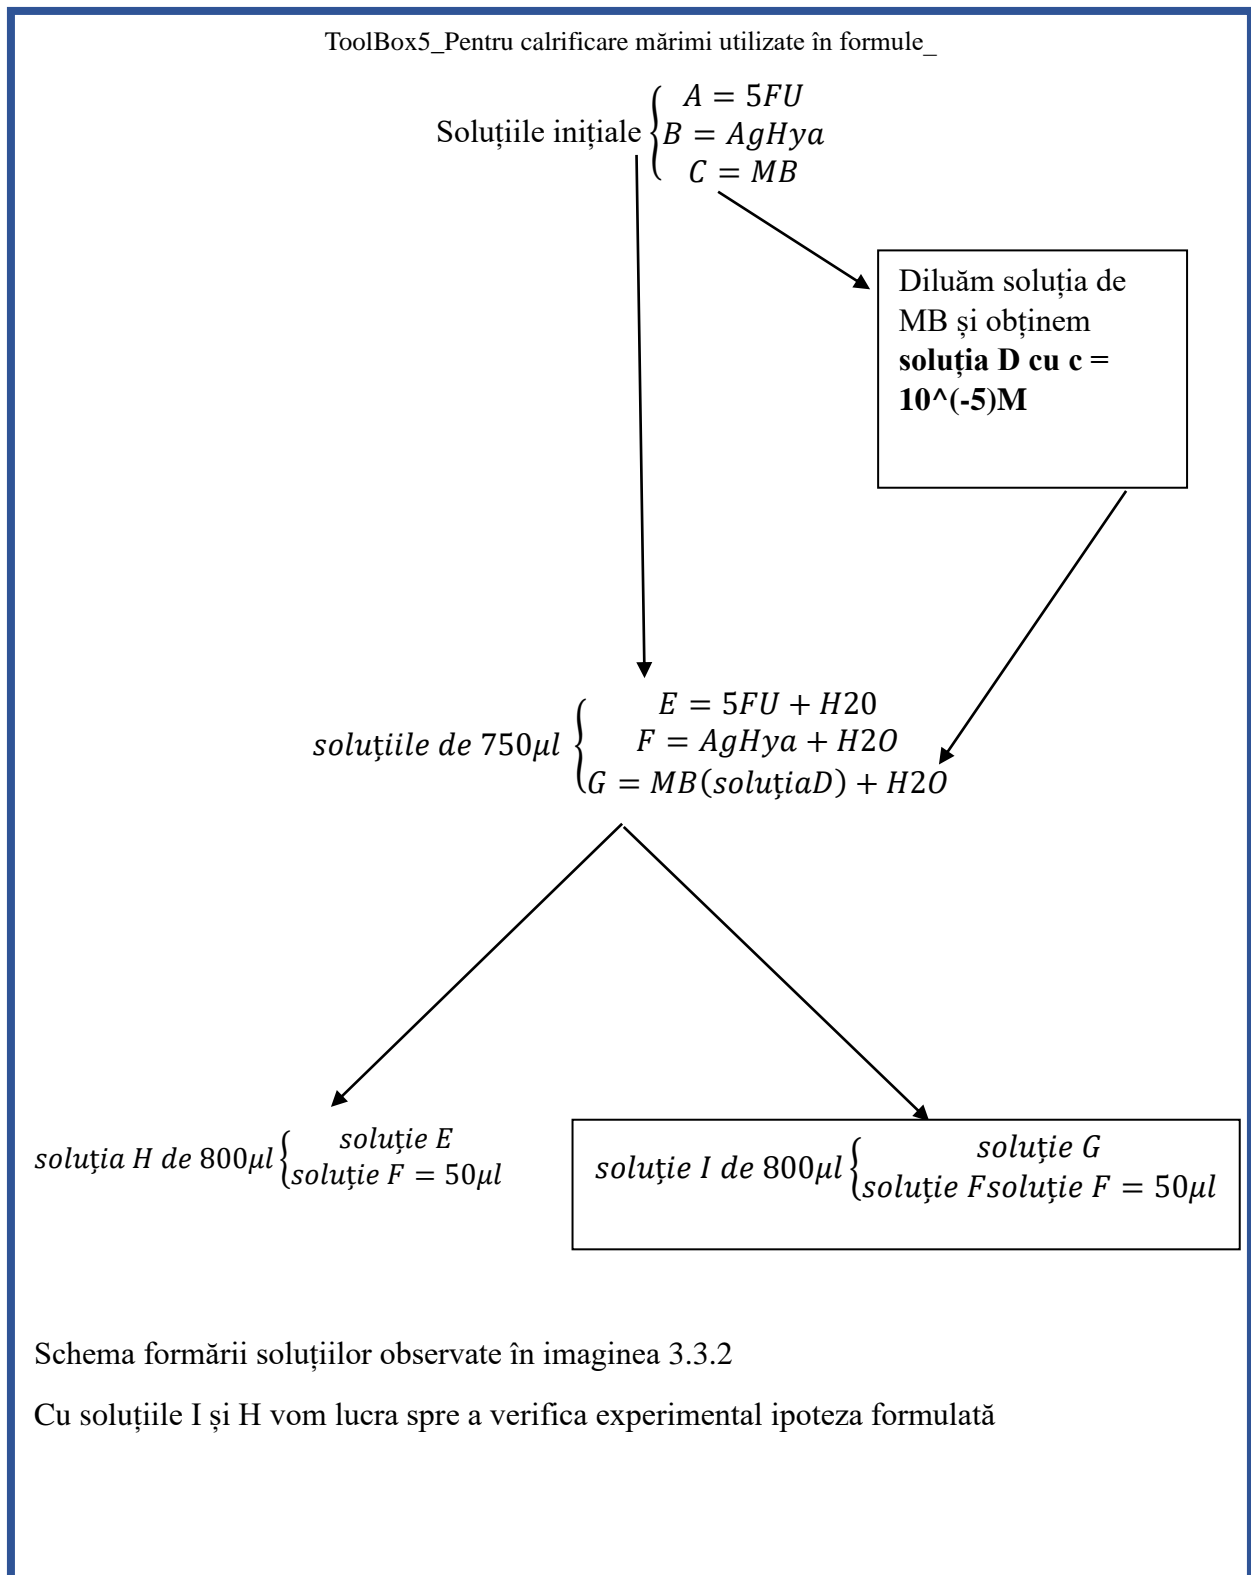 ToolBox5_Pentru calrificare mărimi utilizate în formule_
A = 5FU
Soluțiile inițiale B = AgHya
C = MB
Diluăm soluția de
MB și obținem
soluția D cu c =
10^(-5)M
E = 5FU + H20
soluțiile de 750μl F = AgHya + H2O
G = MB(soluțiaD) + H2O
soluție E
soluția H de 800μl soluție F = 50μl
soluție G
soluție I de 800μl soluție Fsoluție F = 50μl
Schema formării soluțiilor observate în imaginea 3.3.2
Cu soluțiile I și H vom lucra spre a verifica experimental ipoteza formulată